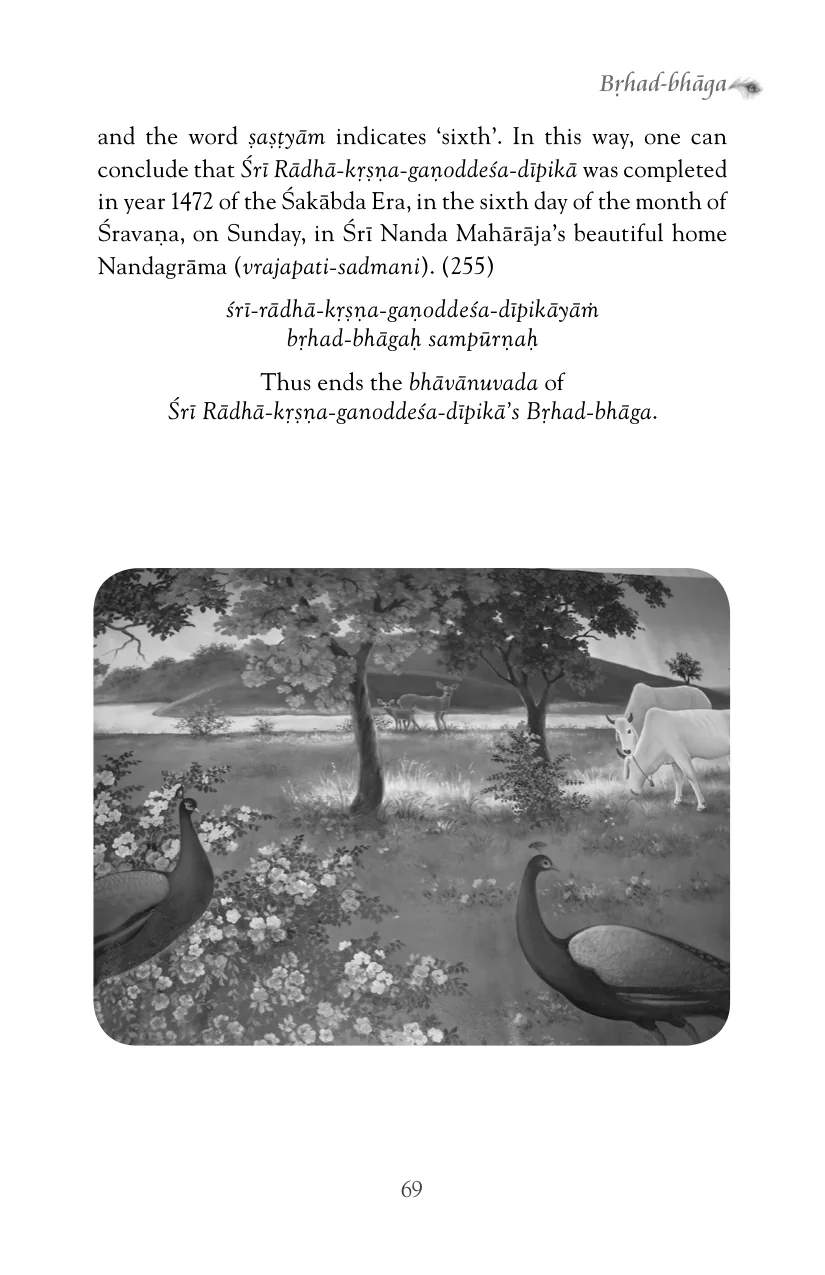 Bṛhad-bhāga
and the word ṣaṣṭyām indicates ‘sixth’. In this way, one can
conclude that Śrī Rādhā-kṛṣṇa-gaṇoddeśa-dīpikā was completed
in year 1472 of the Śakābda Era, in the sixth day of the month of
Śravaṇa, on Sunday, in Śrī Nanda Mahārāja’s beautiful home
Nandagrāma (vrajapati-sadmani). (255)
śrī-rādhā-kṛṣṇa-gaṇoddeśa-dīpikāyāṁ
bṛhad-bhāgaḥ sampūrṇaḥ
Thus ends the bhāvānuvada of
Śrī Rādhā-kṛṣṇa-ganoddeśa-dīpikā’s Bṛhad-bhāga.
69